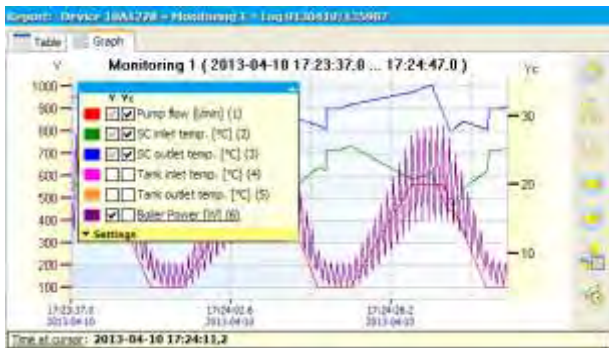 Report: Device 10A1228 - Monitoring 1 - Log
Table Graph
Y Monitoring 1 ( 2013-04-10 17:23:37.0 ... 17:24:47.0 ) Yc
1000
900
800
700
600
500
400
300
200
100
30
20
10
Y Yc
Pump flow [l/min] (1)
SC inlet temp. [°C] (2)
SC outlet temp. [°C] (3)
Tank inlet temp. [°C] (4)
Tank outlet temp. [°C] (5)
Boiler Power [W] (6)
Settings
17:23:37.0 17:24:02.6 17:24:28.2
2013-04-10 2013-04-10 2013-04-10
Time at cursor: 2013-04-10 17:24:11,2